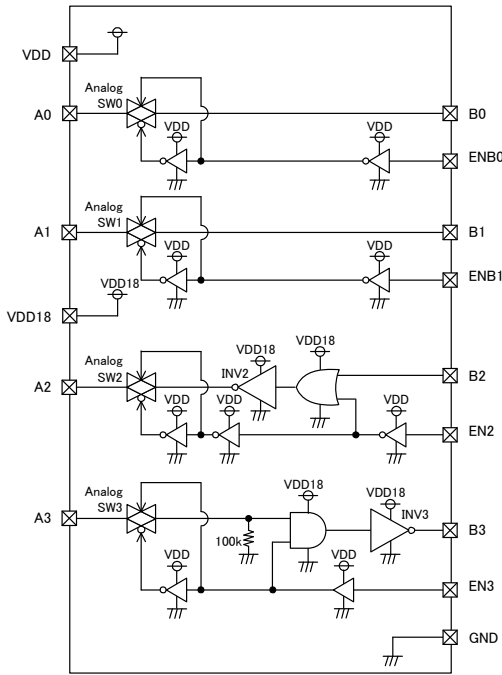 VDD
Analog
SW0
A0
B0
VDD
VDD
ENB0
Analog
SW1
A1
B1
VDD
VDD
ENB1
VDD18
VDD18
VDD18
VDD18
B2
Analog
SW2
INV2
A2
VDD
VDD
VDD
EN2
VDD18
VDD18
Analog
SW3
INV3
A3
B3
100k
VDD
VDD
EN3
GND